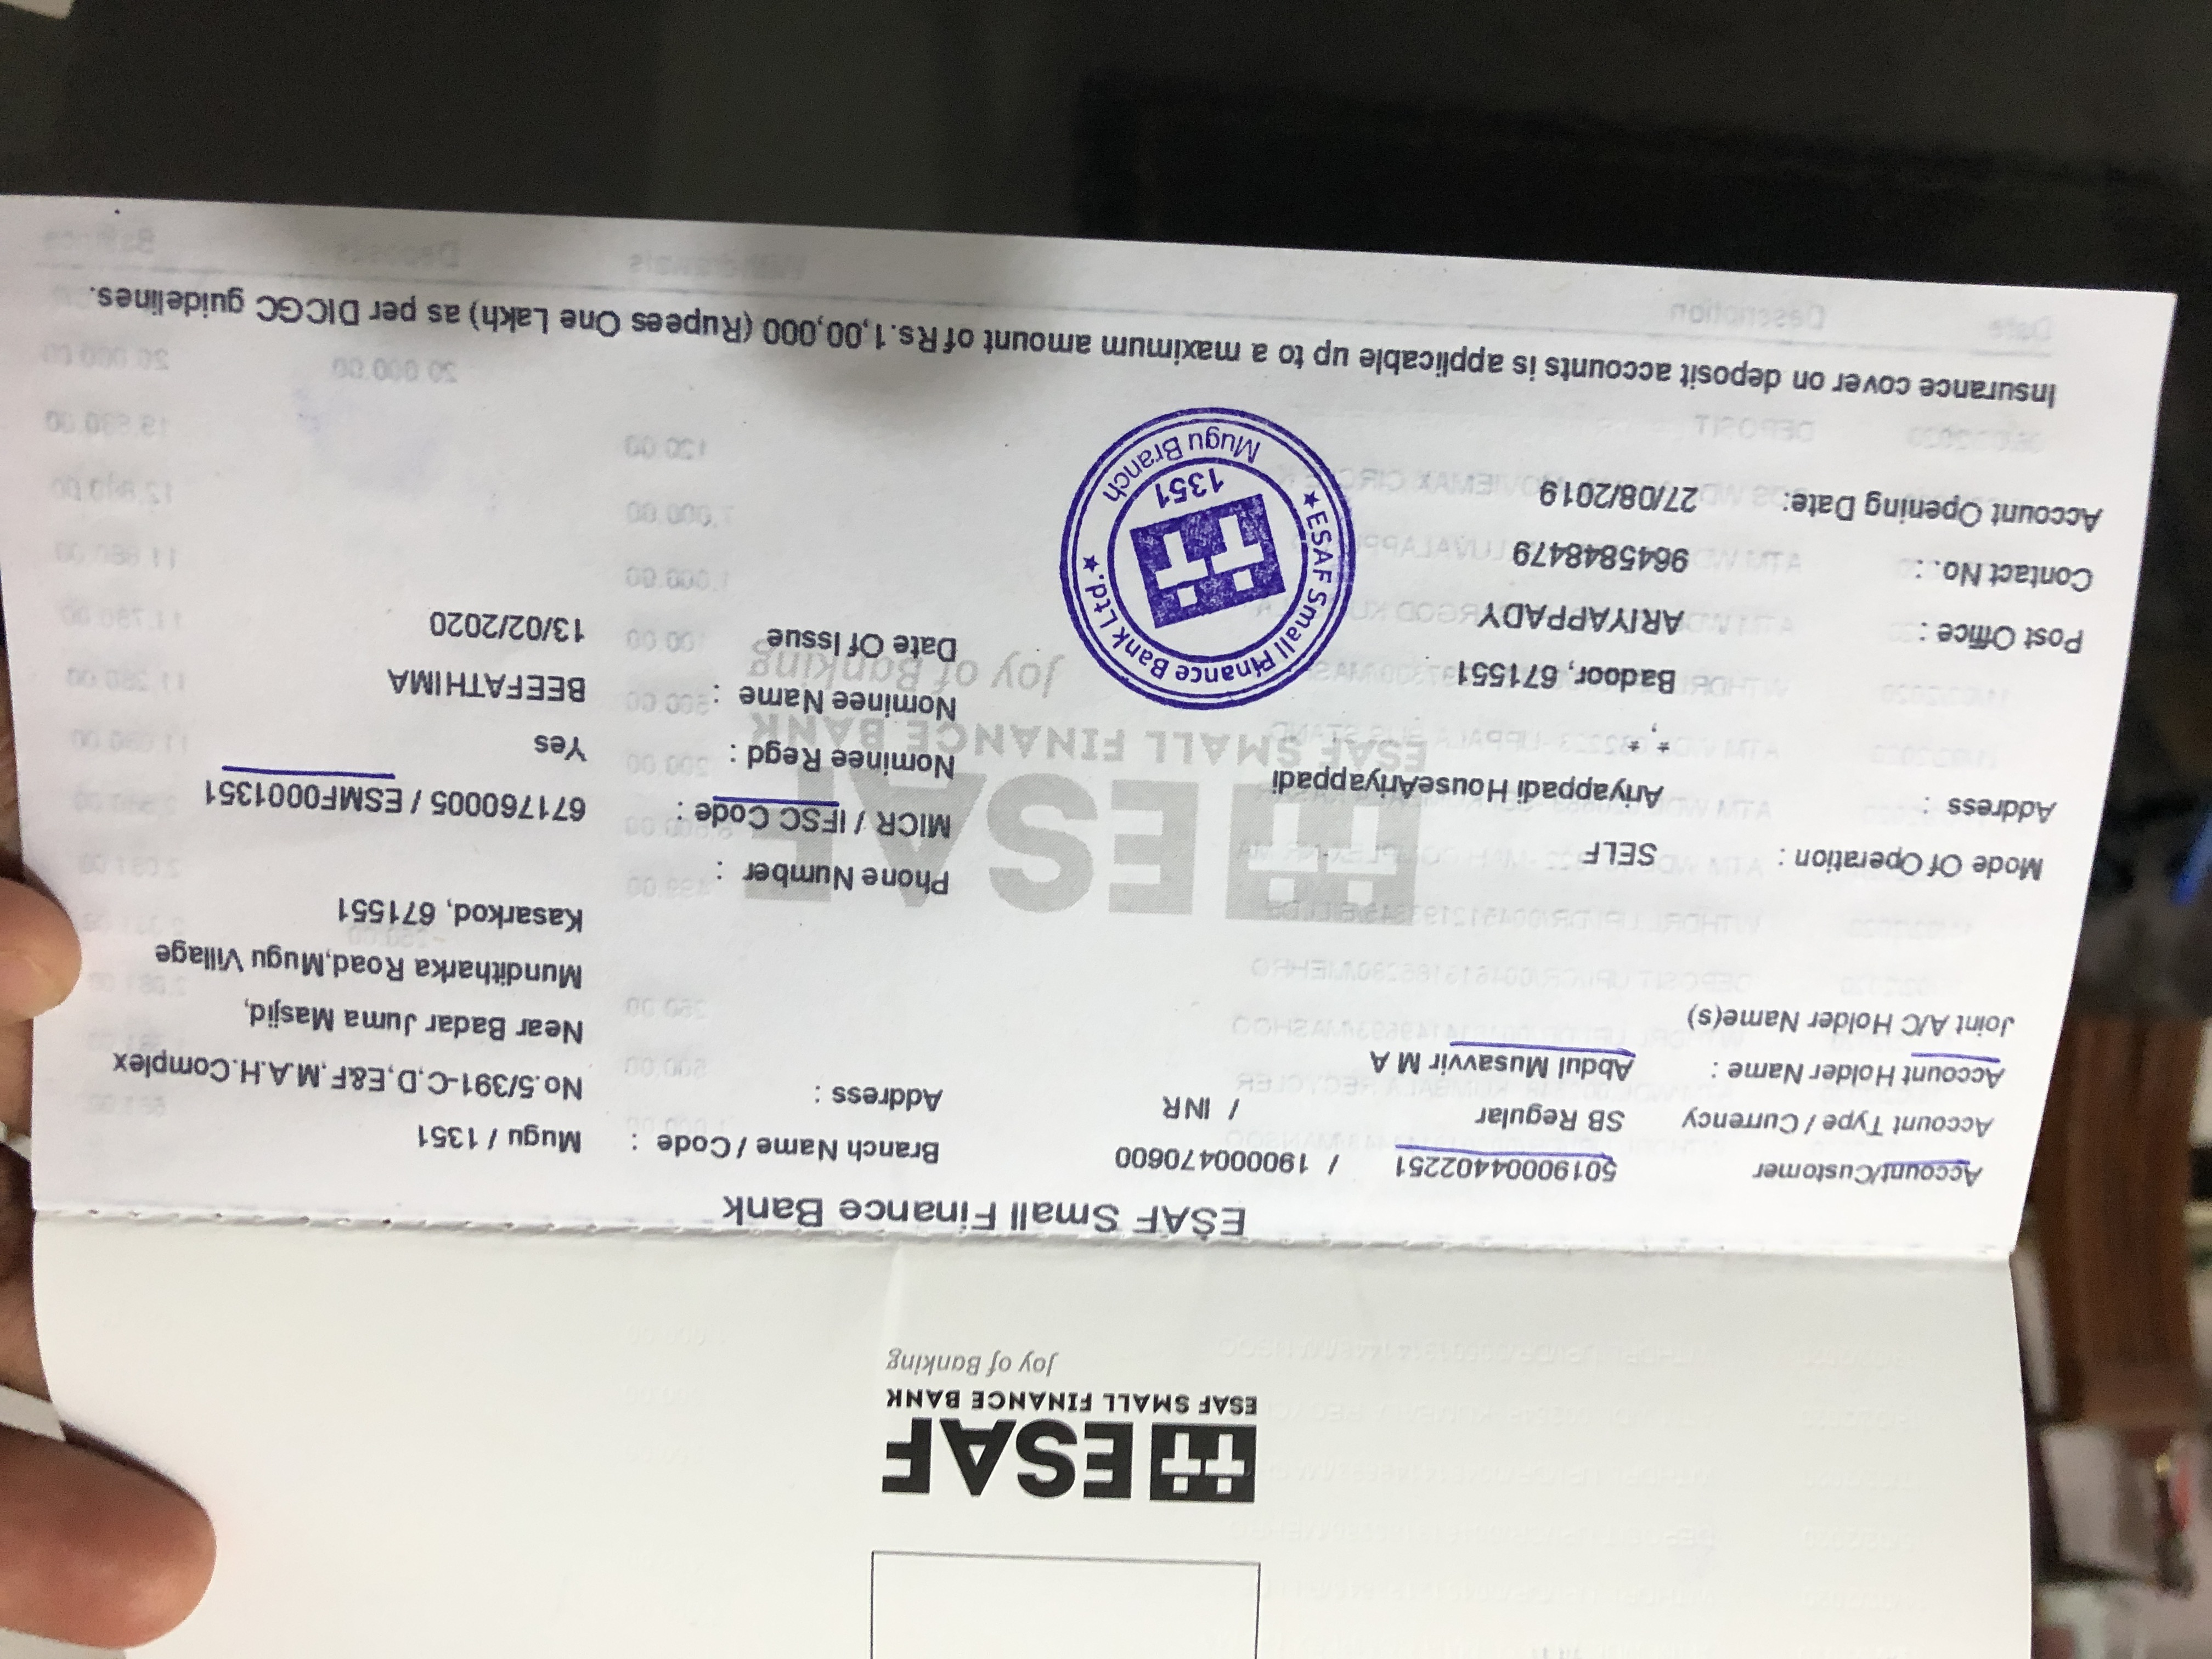 ESAF
ESAF SMALL FINANCE BANK
Joy of Banking
ESAF Small Finance Bank
Account/Customer 50190004402251 / 190000470600
Account Type / Currency SB Regular / INR
Account Holder Name : Abdul Musavvir M A
Joint A/C Holder Name(s)
Mode Of Operation : SELF
Address : Ariyappadi HouseAriyappadi
*, *
Badoor, 671551
Post Office : ARIYAPPADY
Contact No. : 9645848479
Account Opening Date: 27/08/2019
Branch Name / Code : Mugu / 1351
Address : No.5/391-C,D,E&F,M.A.H.Complex
Near Badar Juma Masjid,
Munditharka Road,Mugu Village
Kasarkod, 671551
Phone Number :
MICR / IFSC Code : 671760005 / ESMF0001351
Nominee Regd : Yes
Nominee Name : BEEFATHIMA
Date Of Issue 13/02/2020
ESAF
ESAF SMALL FINANCE BANK
Joy of Banking
ESAF Small Finance Bank Ltd.
1351
Mugu Branch
Insurance cover on deposit accounts is applicable up to a maximum amount of Rs.1,00,000 (Rupees One Lakh) as per DICGC guidelines.